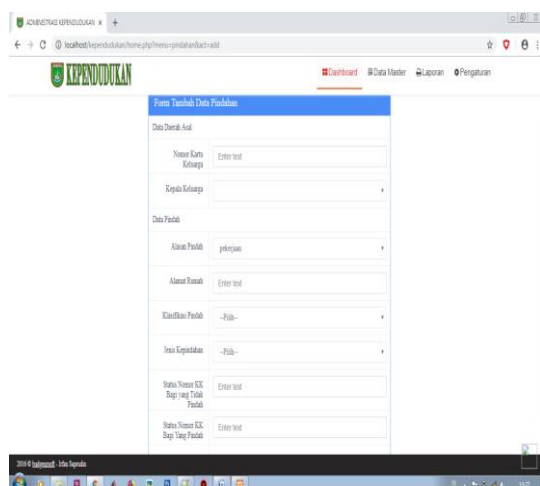 ADMINISTRASI KEPENDUDUKAN
localhost/kependudukan/home.php?menu=pindahan&act=add
KEPENDUDUKAN
Dashboard Data Master Laporan Pengaturan
Form Tambah Data Pindahan
Data Daerah Asal
Nomor Kartu
Keluarga
Enter text
Kepala Keluarga
Data Pindah
Alasan Pindah
pekerjaan
Alamat Rumah
Enter text
Klasifikasi Pindah
--Pilih--
Jenis Kepindahan
--Pilih--
Status Nomor KK
Bagi yang Tidak
Pindah
Enter text
Status Nomor KK
Bagi Yang Pindah
Enter text
2016 ©